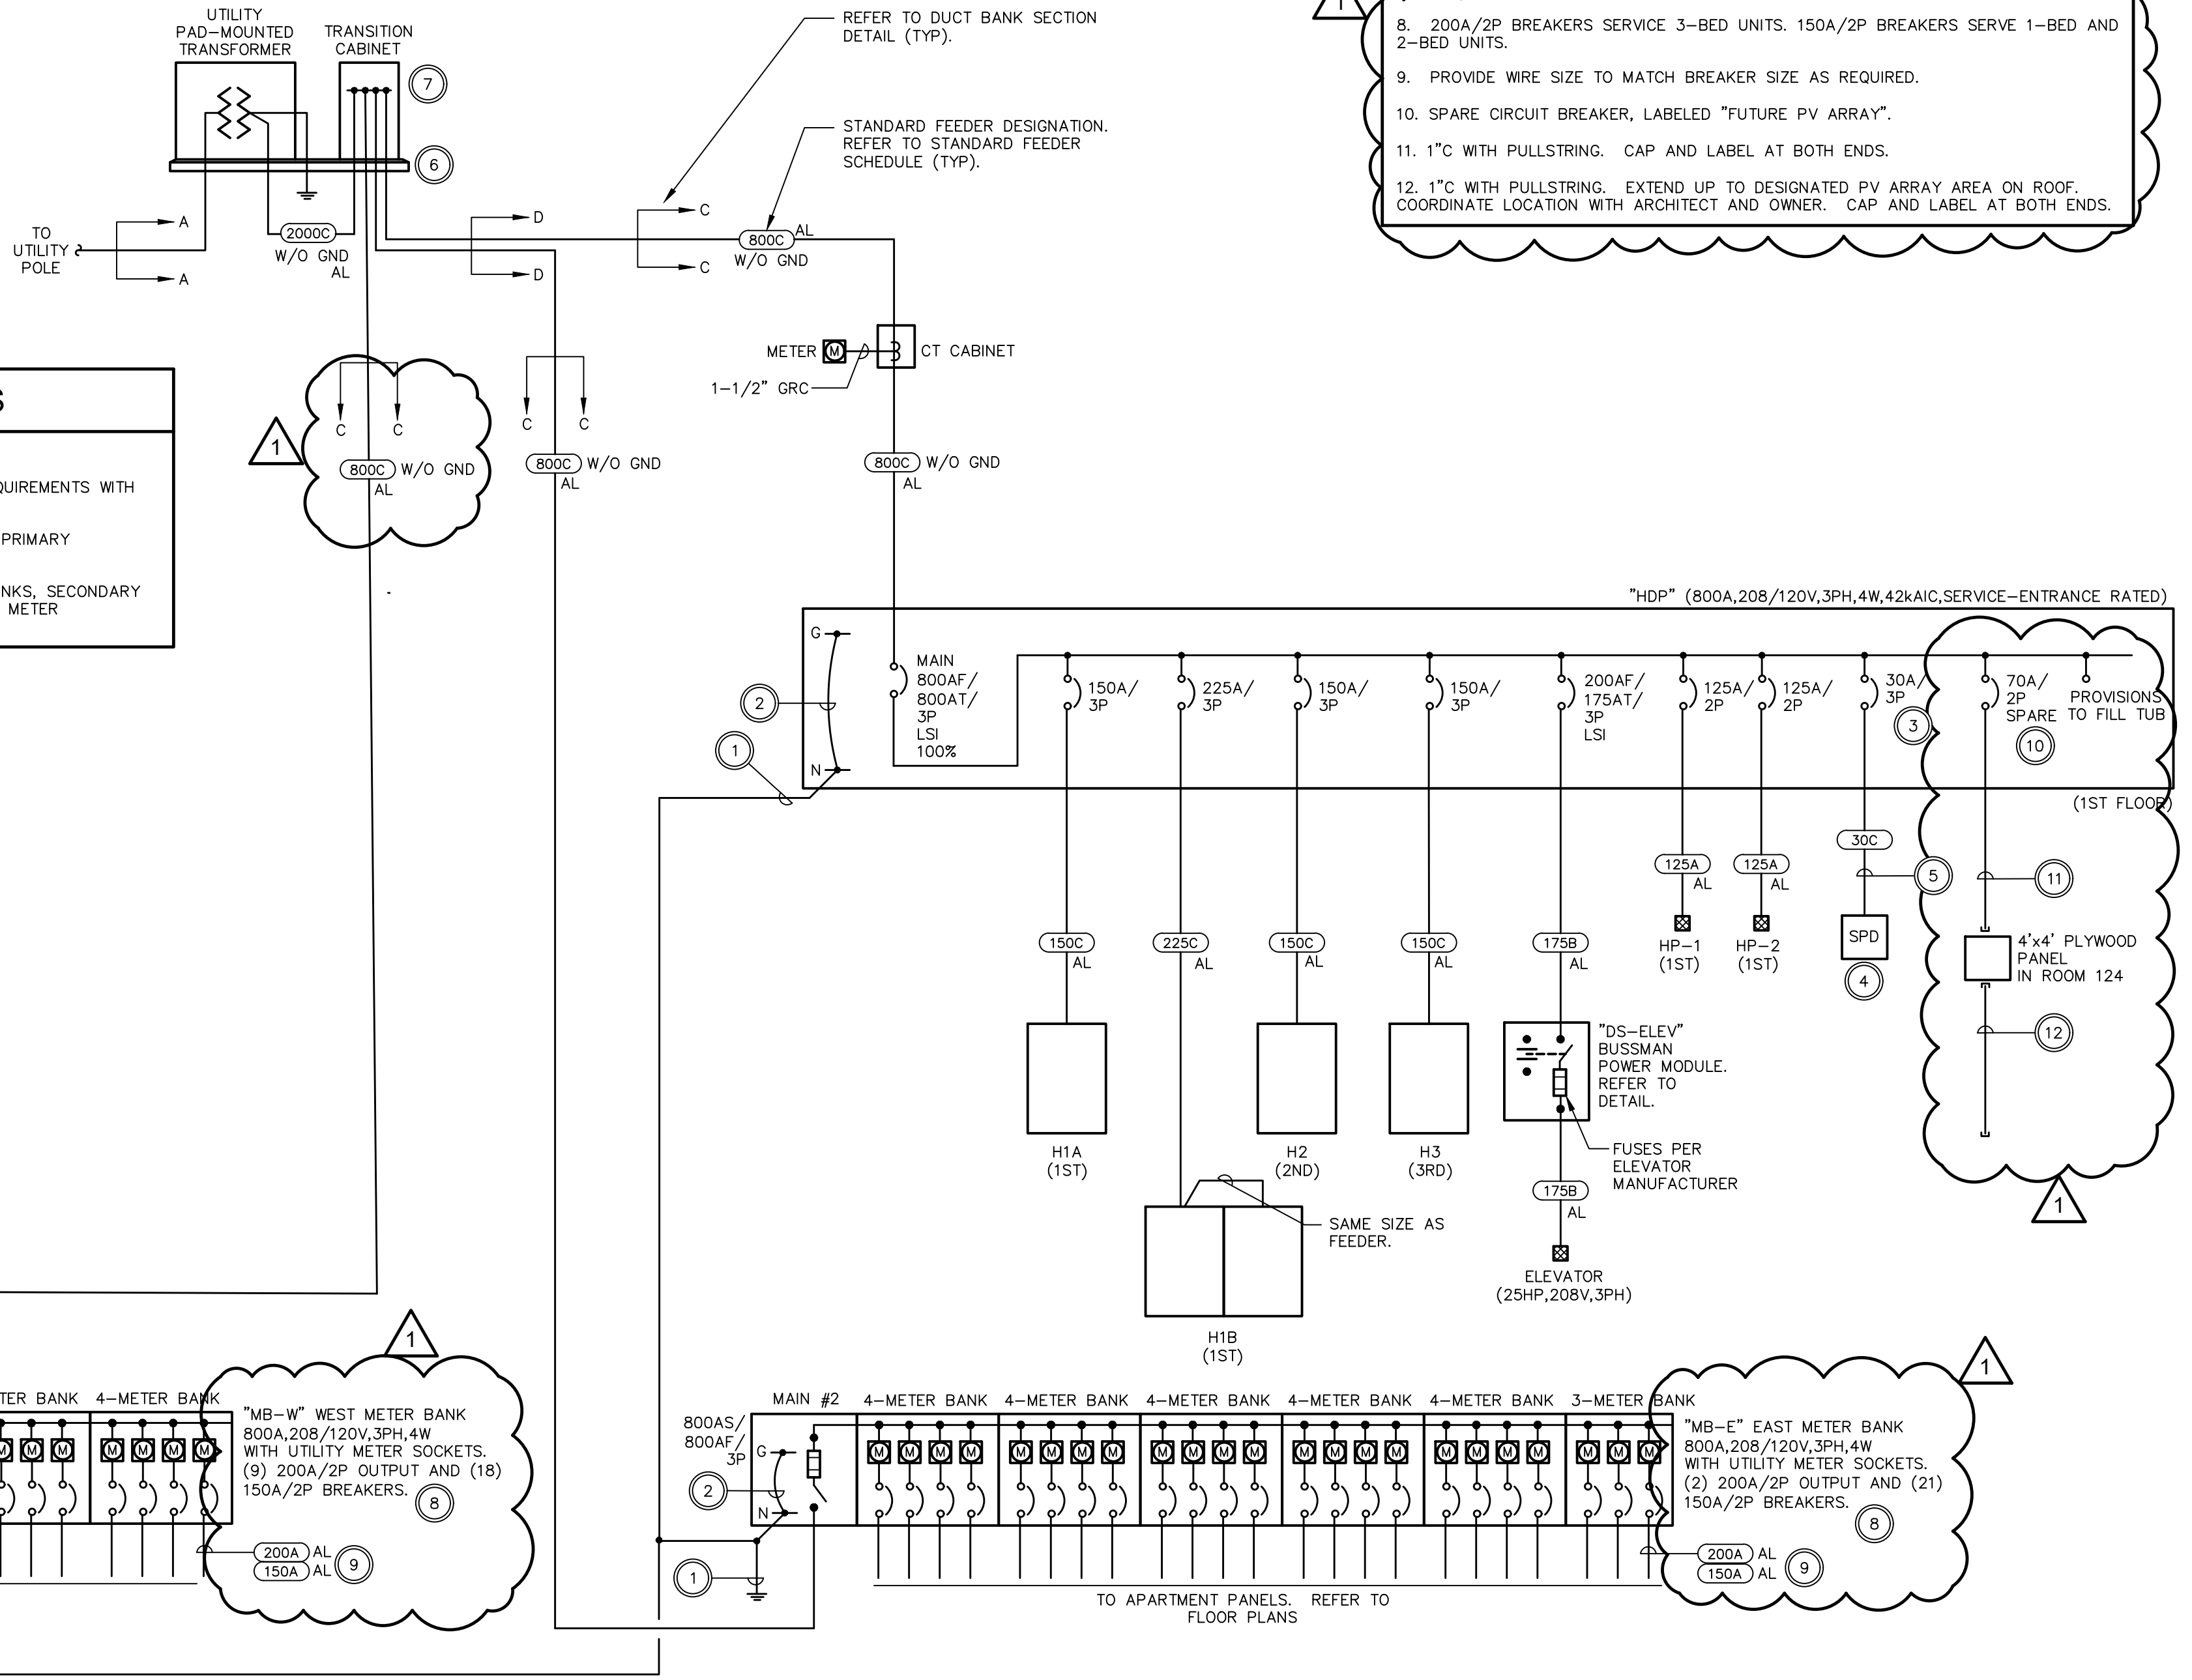 UTILITY
PAD-MOUNTED
TRANSFORMER
TRANSITION
CABINET
7
6
TO
UTILITY
POLE
A
A
2000C
W/O GND
AL
D
D
REFER TO DUCT BANK SECTION
DETAIL (TYP).
STANDARD FEEDER DESIGNATION.
REFER TO STANDARD FEEDER
SCHEDULE (TYP).
C
C
800C
AL
W/O GND
1
8. 200A/2P BREAKERS SERVICE 3-BED UNITS. 150A/2P BREAKERS SERVE 1-BED AND
2-BED UNITS.
9. PROVIDE WIRE SIZE TO MATCH BREAKER SIZE AS REQUIRED.
10. SPARE CIRCUIT BREAKER, LABELED "FUTURE PV ARRAY".
11. 1"C WITH PULLSTRING. CAP AND LABEL AT BOTH ENDS.
12. 1"C WITH PULLSTRING. EXTEND UP TO DESIGNATED PV ARRAY AREA ON ROOF.
COORDINATE LOCATION WITH ARCHITECT AND OWNER. CAP AND LABEL AT BOTH ENDS.
METER
M
CT CABINET
1-1/2" GRC
S
QUIREMENTS WITH
PRIMARY
NKS, SECONDARY
METER
1
C
C
800C W/O GND
AL
C
C
800C W/O GND
AL
800C W/O GND
AL
"HDP" (800A,208/120V,3PH,4W,42kAIC,SERVICE-ENTRANCE RATED)
G
N
2
1
MAIN
800AF/
800AT/
3P
LSI
100%
150A/
3P
225A/
3P
150A/
3P
150A/
3P
200AF/
175AT/
3P
LSI
125A/
2P
125A/
2P
30A/
3P
3
70A/
2P
SPARE
10
PROVISIONS
TO FILL TUB
(1ST FLOOR)
150C
AL
225C
AL
150C
AL
150C
AL
175B
AL
125A
AL
125A
AL
30C
5
11
HP-1
(1ST)
HP-2
(1ST)
SPD
4
4'x4' PLYWOOD
PANEL
IN ROOM 124
12
1
H1A
(1ST)
H2
(2ND)
H3
(3RD)
"DS-ELEV"
BUSSMAN
POWER MODULE.
REFER TO
DETAIL.
FUSES PER
ELEVATOR
MANUFACTURER
175B
AL
ELEVATOR
(25HP,208V,3PH)
SAME SIZE AS
FEEDER.
H1B
(1ST)
TER BANK
4-METER BANK
M
M
M
M
M
M
M
1
"MB-W" WEST METER BANK
800A,208/120V,3PH,4W
WITH UTILITY METER SOCKETS.
(9) 200A/2P OUTPUT AND (18)
150A/2P BREAKERS.
8
200A AL
150A AL
9
MAIN #2
800AS/
800AF/
3P
G
N
2
1
4-METER BANK
4-METER BANK
4-METER BANK
4-METER BANK
4-METER BANK
3-METER BANK
M M M M
M M M M
M M M M
M M M M
M M M M
M M M
TO APARTMENT PANELS. REFER TO
FLOOR PLANS
1
"MB-E" EAST METER BANK
800A,208/120V,3PH,4W
WITH UTILITY METER SOCKETS.
(2) 200A/2P OUTPUT AND (21)
150A/2P BREAKERS.
8
200A AL
150A AL
9